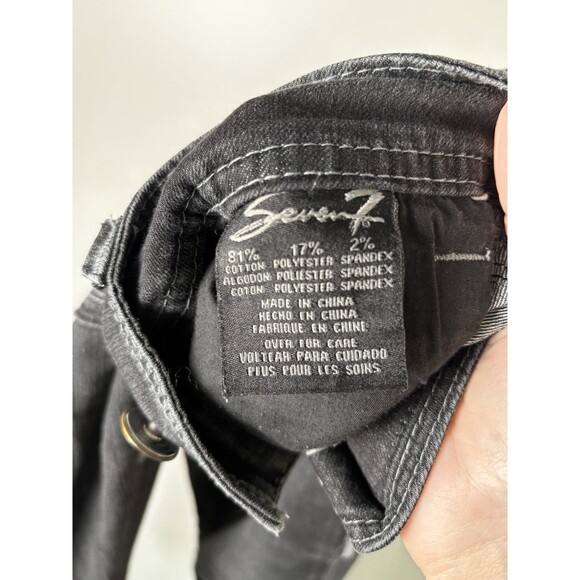 Seven7
81% 17% 2%
COTTON POLYESTER SPANDEX
ALGODON POLIESTER SPANDEX
COTON POLYESTER SPANDEX
MADE IN CHINA
HECHO EN CHINA
FABRIQUE EN CHINE
OVER FOR CARE
VOLTEAR PARA CUIDADO
PLUS POUR LES SOINS